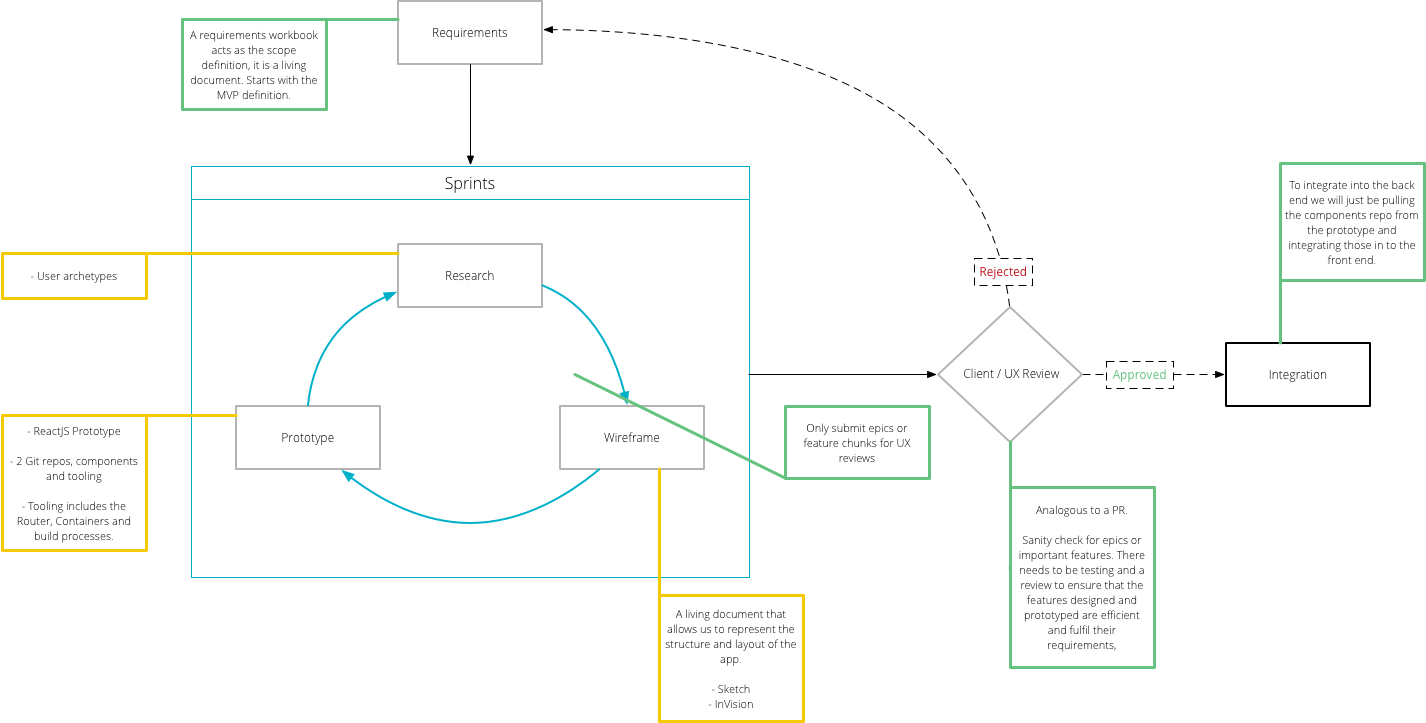 Requirements
A requirements workbook
acts as the scope
definition, it is a living
document. Starts with the
MVP definition.
Sprints
To integrate into the back
end we will just be pulling
the components repo from
the prototype and
integrating those in to the
front end.
- User archetypes
Research
Rejected
Client / UX Review
Approved
Integration
- ReactJS Prototype
- 2 Git repos, components
and tooling
- Tooling includes the
Router, Containers and
build processes.
Prototype
Wireframe
Only submit epics or
feature chunks for UX
reviews
Analogous to a PR.
Sanity check for epics or
important features. There
needs to be testing and a
review to ensure that the
features designed and
prototyped are efficient
and fulfil their
requirements,
A living document that
allows us to represent the
structure and layout of the
app.
- Sketch
- InVision